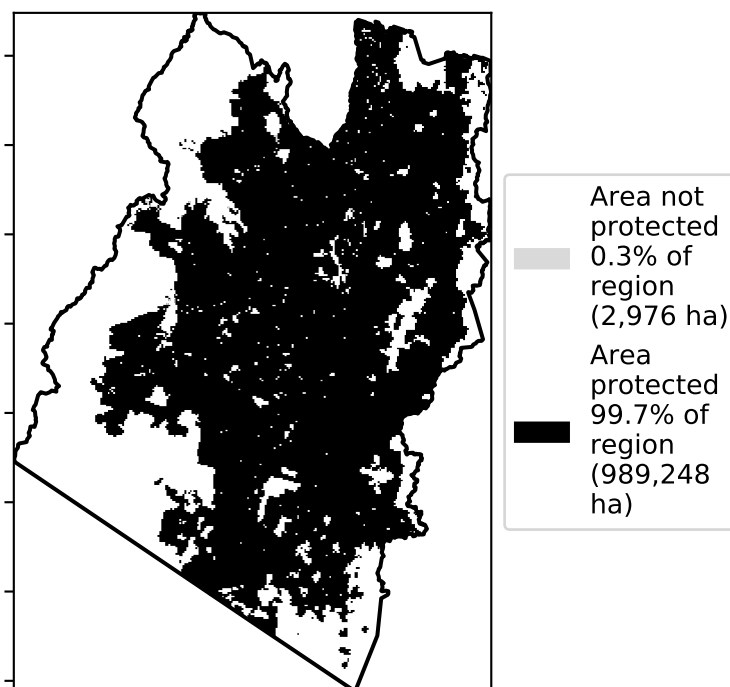 Area not
protected
0.3% of
region
(2,976 ha)
Area
protected
99.7% of
region
(989,248
ha)